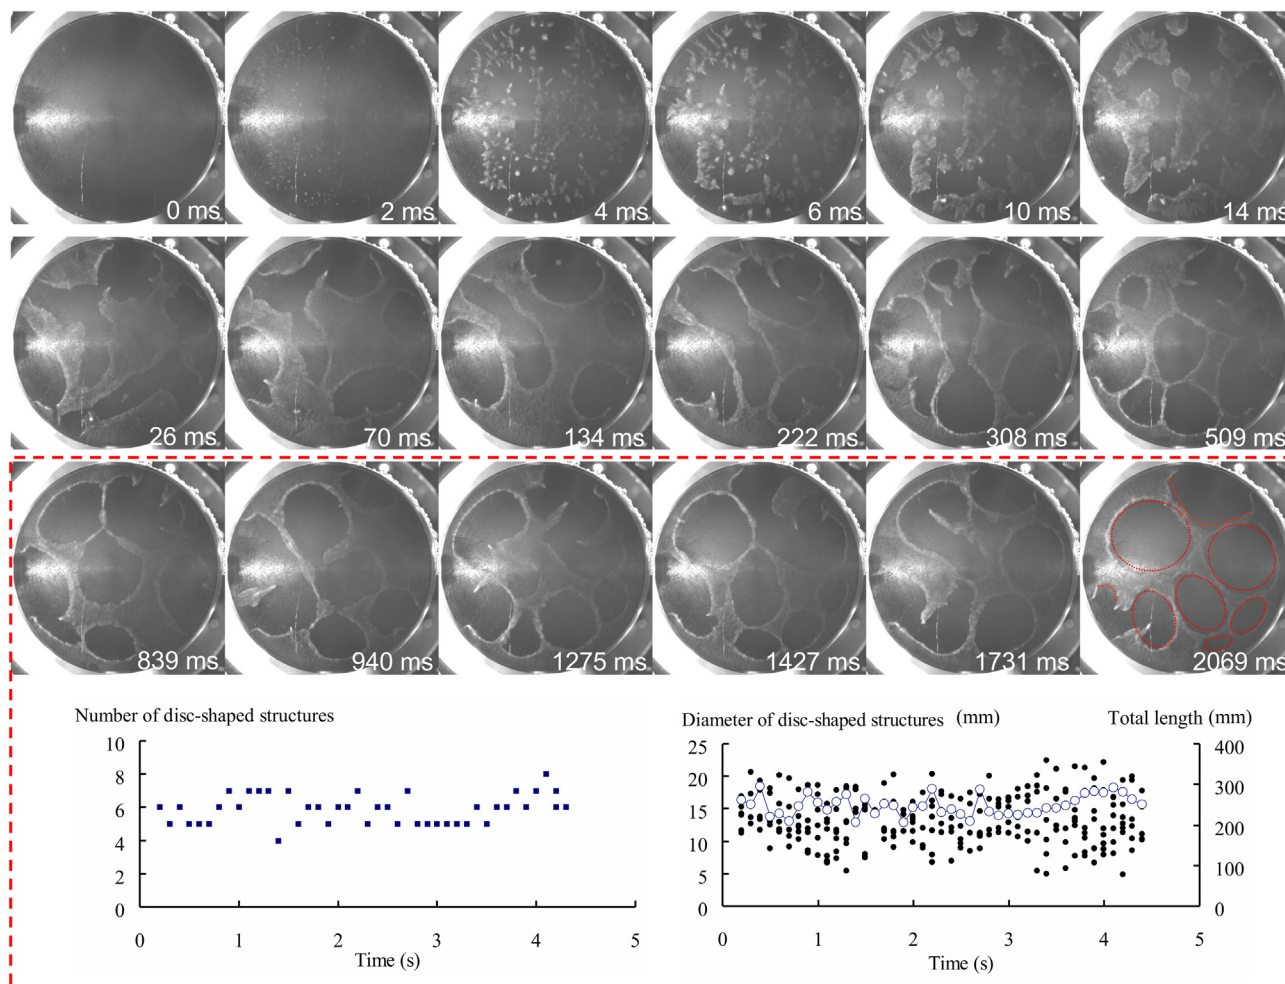 0 ms 2 ms 4 ms 6 ms 10 ms 14 ms
26 ms 70 ms 134 ms 222 ms 308 ms 509 ms
839 ms 940 ms 1275 ms 1427 ms 1731 ms 2069 ms
Number of disc-shaped structures
10
8
6
4
2
0
0 1 2 3 4 5
Time (s)
Diameter of disc-shaped structures (mm) Total length (mm)
25 400
20 300
15
10 200
5 100
0 0
0 1 2 3 4 5
Time (s)